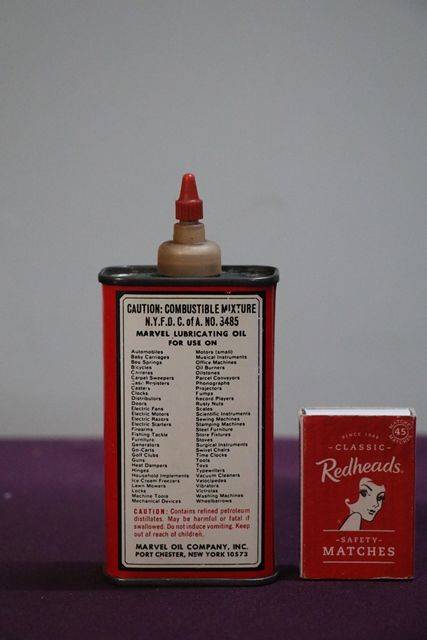 CAUTION: COMBUSTIBLE MIXTURE
N.Y.F.D. C. of A. NO. 3485
MARVEL LUBRICATING OIL
FOR USE ON
Automobiles
Baby Carriages
Box Springs
Bicycles
Carpet Sweepers
Cash Registers
Casters
Clocks
Distributors
Doors
Electric Fans
Electric Motors
Electric Razors
Electric Starters
Firearms
Fishing Tackle
Furniture
Generators
Go-Carts
Golf Clubs
Guns
Heat Dampers
Hinges
Household Implements
Ice Cream Freezers
Lawn Mowers
Locks
Machine Tools
Mechanical Devices
Motors (small)
Musical Instruments
Office Machines
Oil Burners
Oilstones
Parcel Conveyors
Phonographs
Projectors
Pumps
Record Players
Rusty Nuts
Scales
Scientific Instruments
Sewing Machines
Stamping Machines
Steel Furniture
Store Fixtures
Stoves
Surgical Instruments
Swivel Chairs
Time Clocks
Tools
Toys
Typewriters
Vacuum Cleaners
Velocipedes
Vibrators
Victrolas
Washing Machines
Wheelbarrows
CAUTION: Contains refined petroleum
distillates. May be harmful or fatal if
swallowed. Do not induce vomiting. Keep
out of reach of children.
MARVEL OIL COMPANY, INC.
PORT CHESTER, NEW YORK 10573
SINCE 1946
-CLASSIC-
Redheads.
-SAFETY-
MATCHES
45